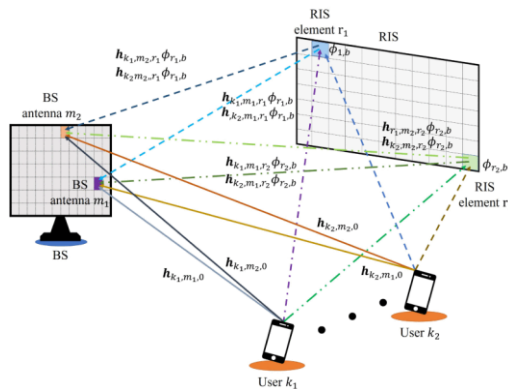 RIS
element r₁
RIS
ϕ₁,b
h_{k₁,m₂,r₁}ϕ_{r₁,b}
h_{k₂m₂,,r₁}ϕ_{r₁,b}
BS
antenna m₂
h_{k₁,m₁,r₁}ϕ_{r₁,b}
h_{,k₂,m₁,r₁}ϕ_{r₁,b}
h_{r₁,m₂,r₂}ϕ_{r₂,b}
h_{k₂,m₂,r₂}ϕ_{r₂,b}
h_{k₁,m₁,r₂}ϕ_{r₂,b}
h_{k₂,m₁,r₂}ϕ_{r₂,b}
ϕ_{r₂,b}
BS
antenna m₁
RIS
element r
BS
h_{k₂,m₂,0}
h_{k₁,m₂,0}
h_{k₁,m₁,0}
h_{k₂,m₁,0}
User k₂
User k₁